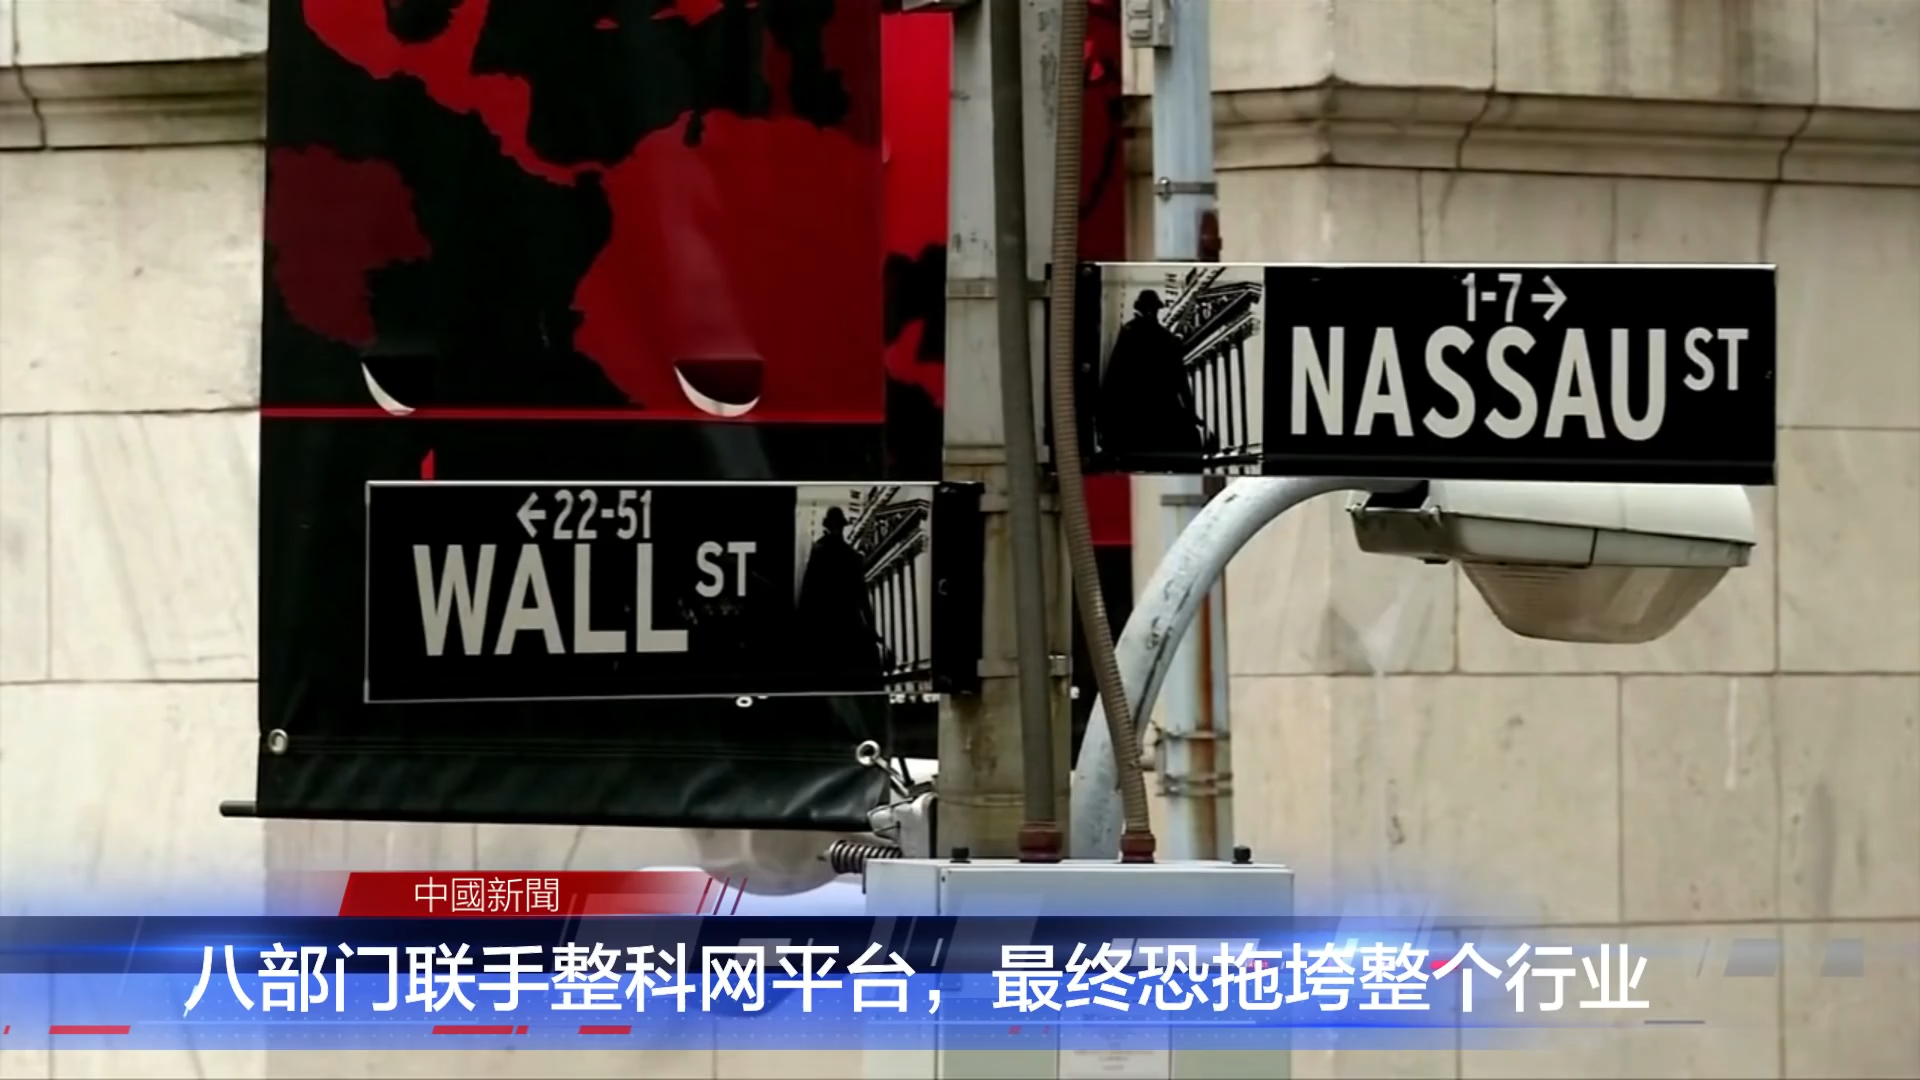 1-7→
NASSAU ST
←22-51
WALL ST
中國新聞
八部门联手整科网平台，最终恐拖垮整个行业